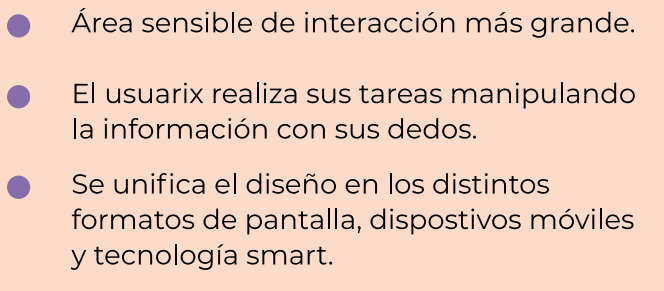 Área sensible de interacción más grande.
El usuarix realiza sus tareas manipulando
la información con sus dedos.
Se unifica el diseño en los distintos
formatos de pantalla, dispostivos móviles
y tecnología smart.